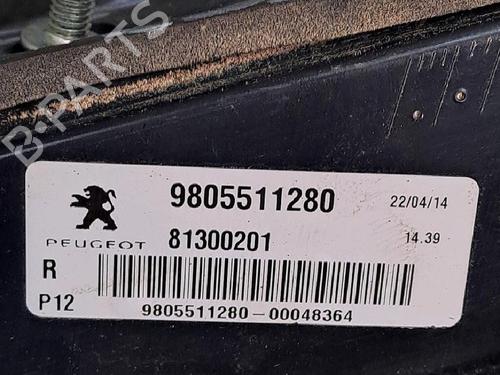 B-PARTS
9805511280 22/04/14
PEUGEOT 81300201 14.39
R
P12
9805511280-00048364